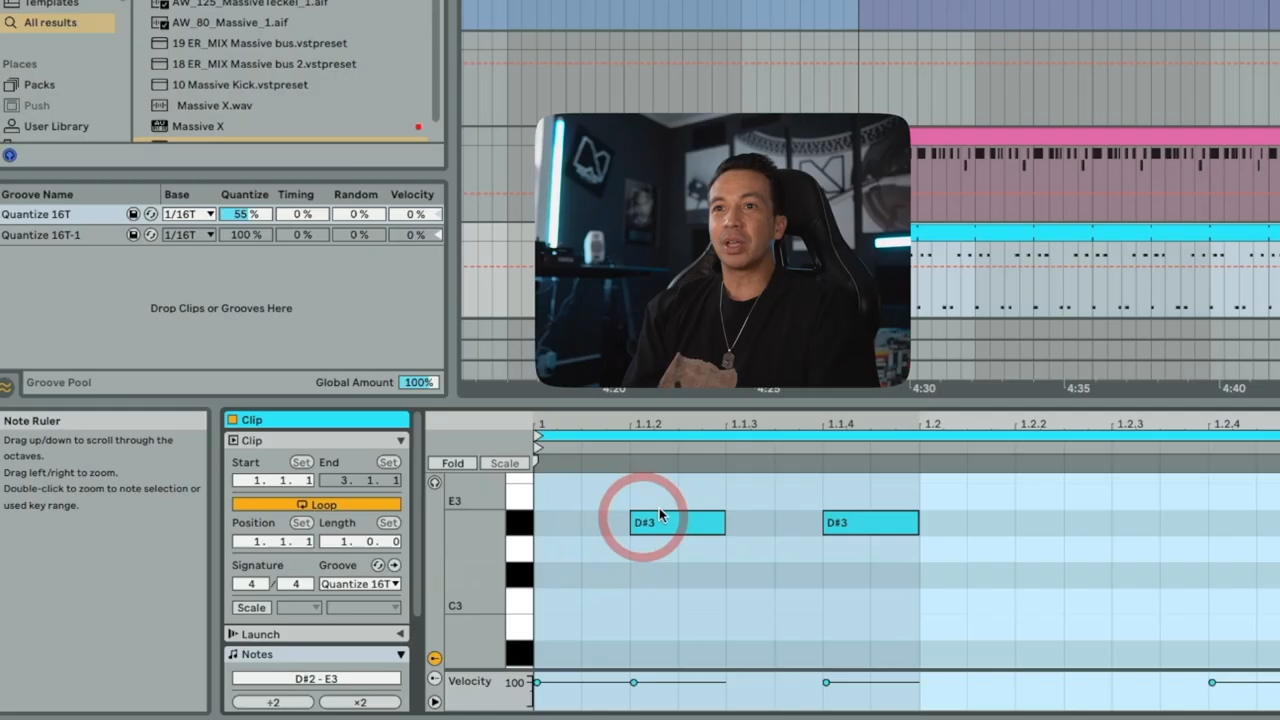 Templates
AW_125_MassiveTeckel_1.aif
All results
AW_80_Massive_1.aif
19 ER_MIX Massive bus.vstpreset
Places
18 ER_MIX Massive bus 2.vstpreset
Packs
10 Massive Kick.vstpreset
Push
Massive X.wav
User Library
Massive X
Groove Name Base Quantize Timing Random Velocity
Quantize 16T 1/16T 55 % 0 % 0 % 0 %
Quantize 16T-1 1/16T 100 % 0 % 0 % 0 %
Drop Clips or Grooves Here
Groove Pool Global Amount 100%
4:20 4:25 4:30 4:35 4:40
Note Ruler
Drag up/down to scroll through the
octaves.
Drag left/right to zoom.
Double-click to zoom to note selection or
used key range.
Clip
Clip
Start Set End Set
1. 1. 1 3. 1. 1
Loop
Position Set Length Set
1. 1. 1 1. 0. 0
Signature Groove
4 / 4 Quantize 16T
Scale
Launch
Notes
D#2 - E3
÷2 ×2
1 1.1.2 1.1.3 1.1.4 1.2 1.2.2 1.2.3 1.2.4
Fold Scale
E3
D#3 D#3
C3
Velocity 100